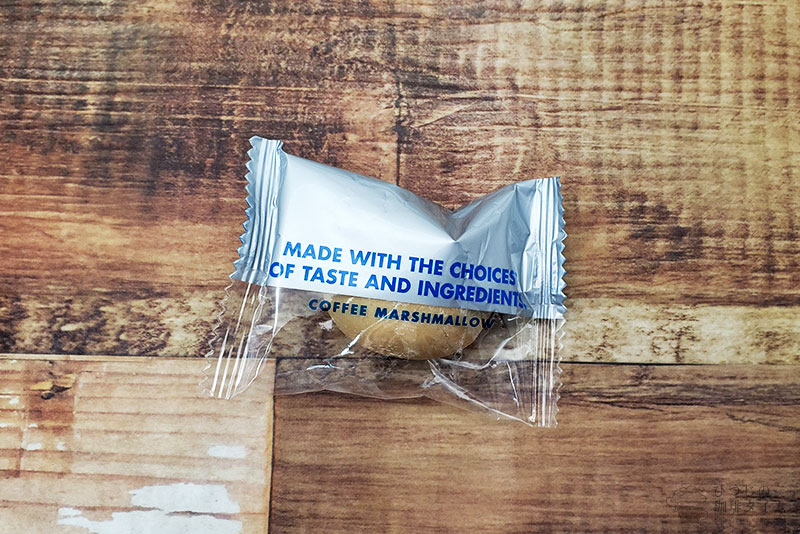 MADE WITH THE CHOICES
OF TASTE AND INGREDIENTS.
COFFEE MARSHMALLOW